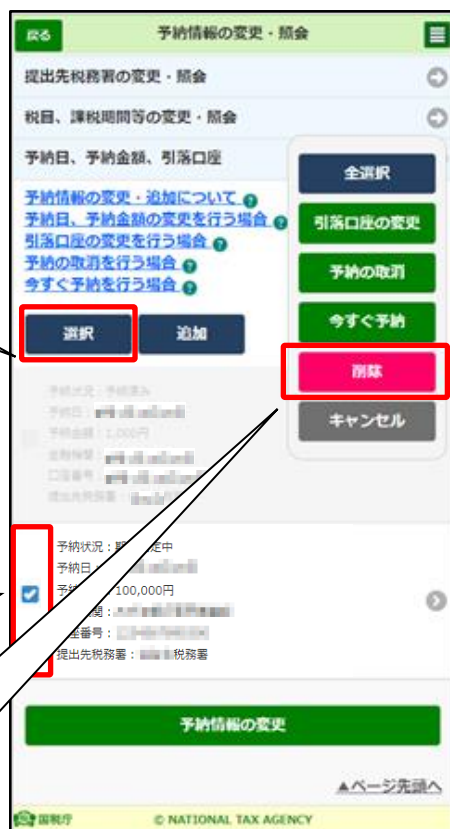 戻る
予納情報の変更・照会
提出先税務署の変更・照会
税目、課税期間等の変更・照会
予納日、予納金額、引落口座
予納情報の変更・追加について
予納日、予納金額の変更を行う場合
引落口座の変更を行う場合
予納の取消を行う場合
今すぐ予納を行う場合
選択
追加
全選択
引落口座の変更
予納の取消
今すぐ予納
削除
キャンセル
予納状況：予納済み
予納日：
予納金額：1,000円
金融機関：
口座番号：
提出先税務署：
予納状況：
定中
予納日
予納
100,000円
関：
座番号：
提出先税務署：
税務署
予納情報の変更
▲ページ先頭へ
国税庁
© NATIONAL TAX AGENCY